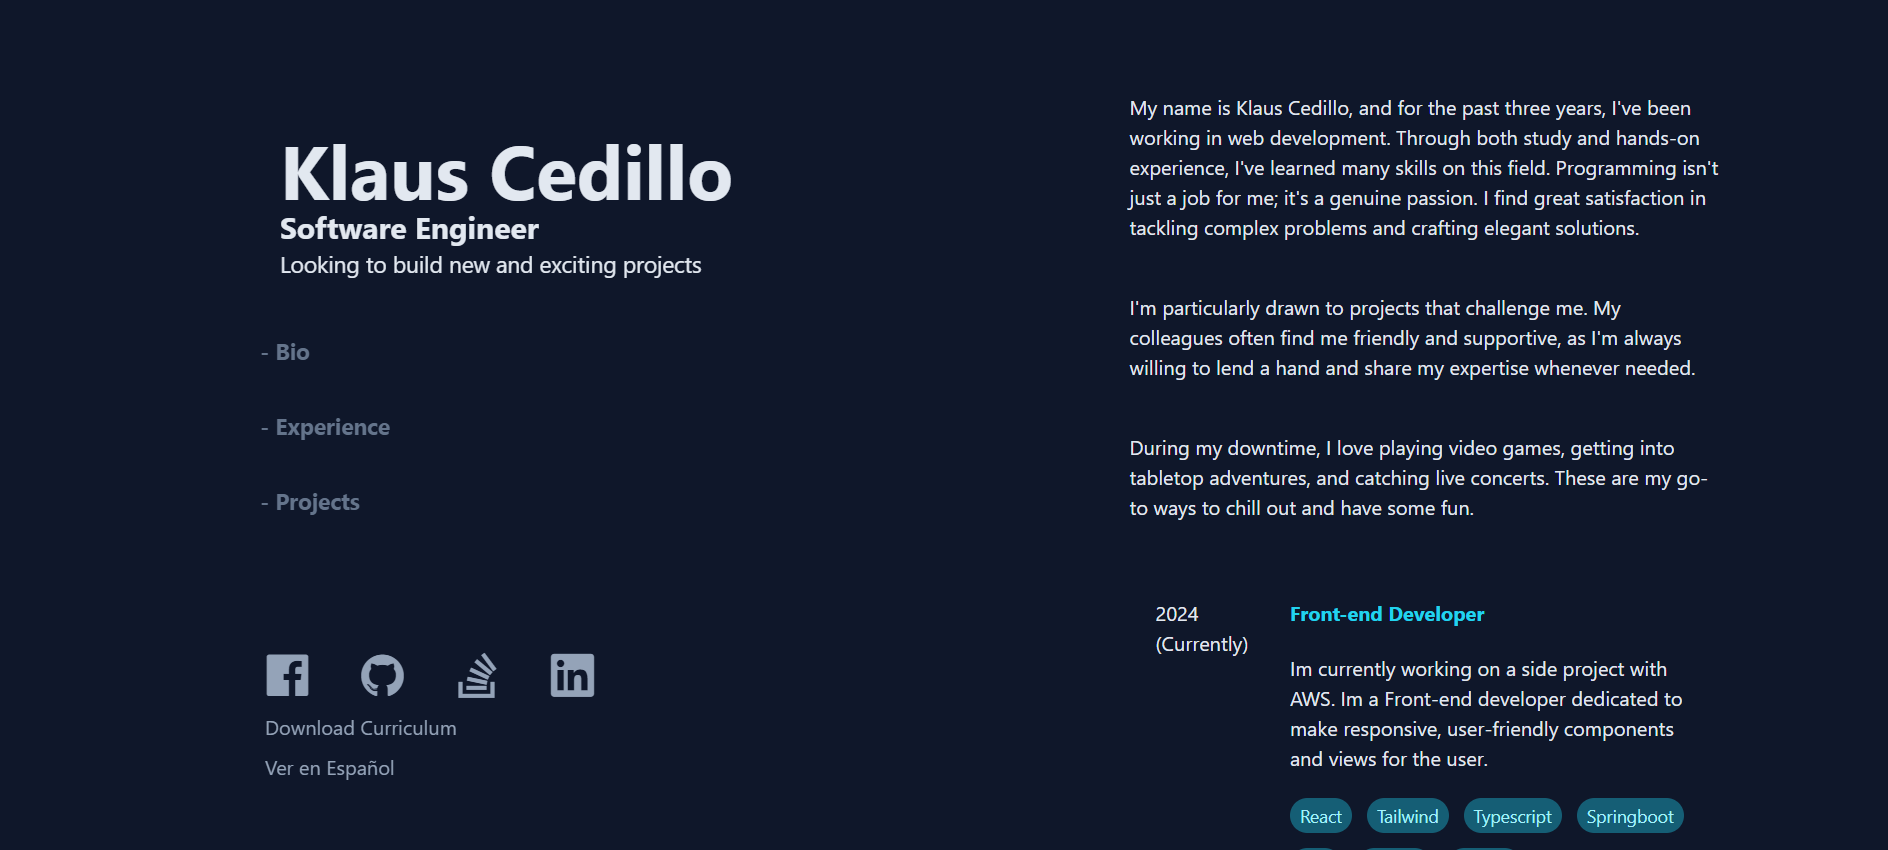 Klaus Cedillo
Software Engineer
Looking to build new and exciting projects
- Bio
- Experience
- Projects
Download Curriculum
Ver en Español
My name is Klaus Cedillo, and for the past three years, I've been
working in web development. Through both study and hands-on
experience, I've learned many skills on this field. Programming isn't
just a job for me; it's a genuine passion. I find great satisfaction in
tackling complex problems and crafting elegant solutions.
I'm particularly drawn to projects that challenge me. My
colleagues often find me friendly and supportive, as I'm always
willing to lend a hand and share my expertise whenever needed.
During my downtime, I love playing video games, getting into
tabletop adventures, and catching live concerts. These are my go-
to ways to chill out and have some fun.
2024
(Currently)
Front-end Developer
Im currently working on a side project with
AWS. Im a Front-end developer dedicated to
make responsive, user-friendly components
and views for the user.
React Tailwind Typescript Springboot